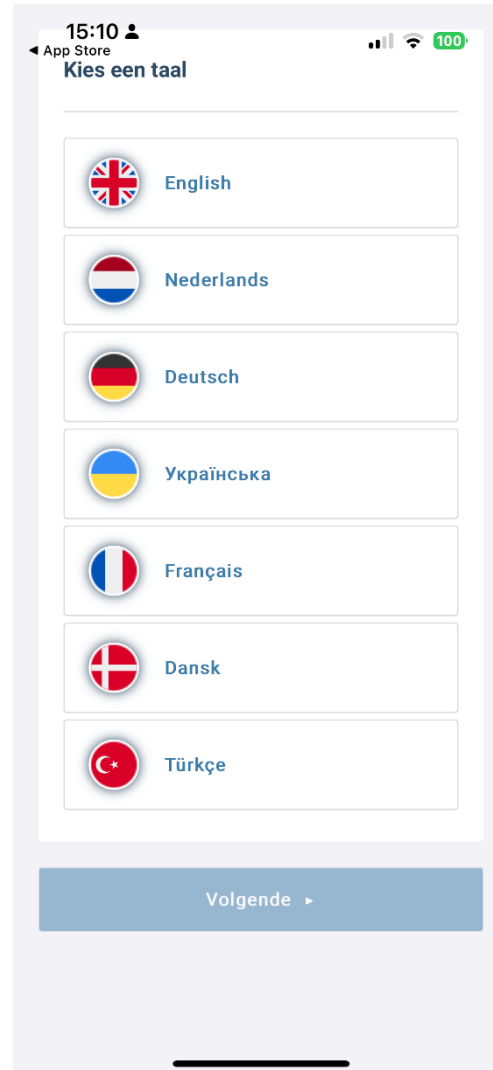 15:10
◀ App Store
100
Kies een taal
English
Nederlands
Deutsch
Українська
Français
Dansk
Türkçe
Volgende ▸